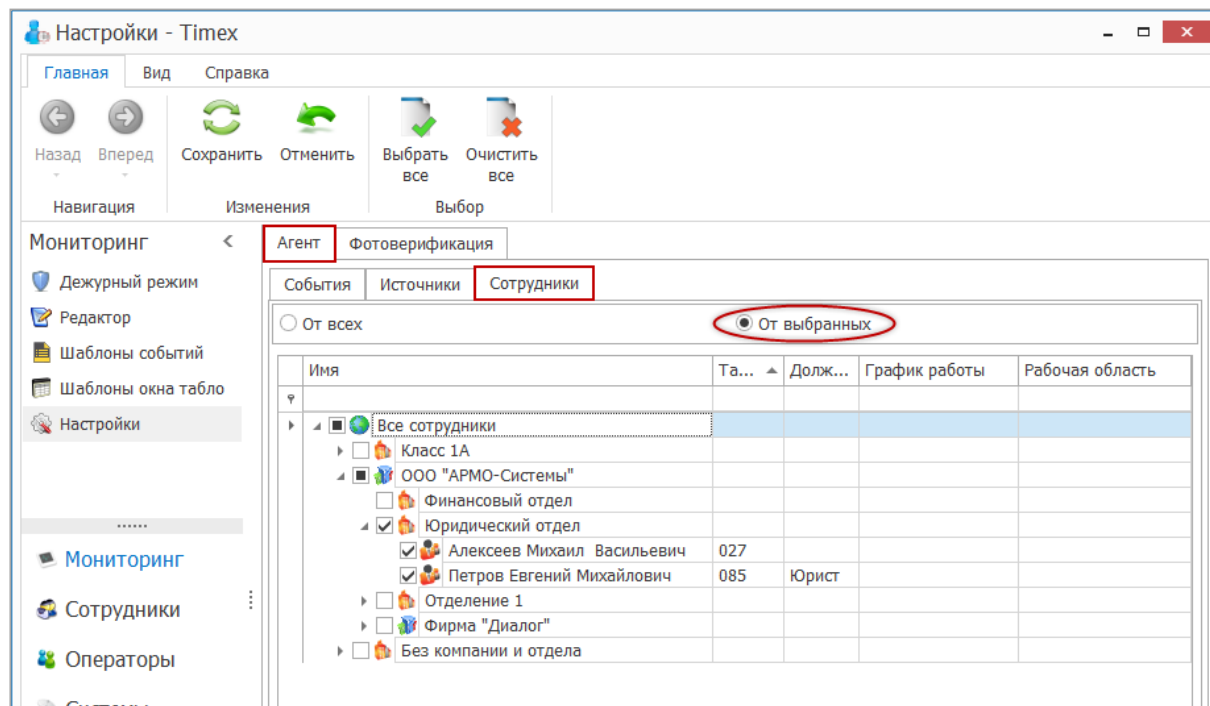 Настройки - Timex
Главная Вид Справка
Назад Вперед Сохранить Отменить Выбрать все Очистить все
Навигация Изменения Выбор
Мониторинг
Дежурный режим
Редактор
Шаблоны событий
Шаблоны окна табло
Настройки
Мониторинг
Сотрудники
Операторы
Агент Фотоверификация
События Источники Сотрудники
От всех От выбранных
Имя Та... Долж... График работы Рабочая область
Все сотрудники
Класс 1А
ООО "АРМО-Системы"
Финансовый отдел
Юридический отдел
Алексеев Михаил Васильевич 027
Петров Евгений Михайлович 085 Юрист
Отделение 1
Фирма "Диалог"
Без компании и отдела